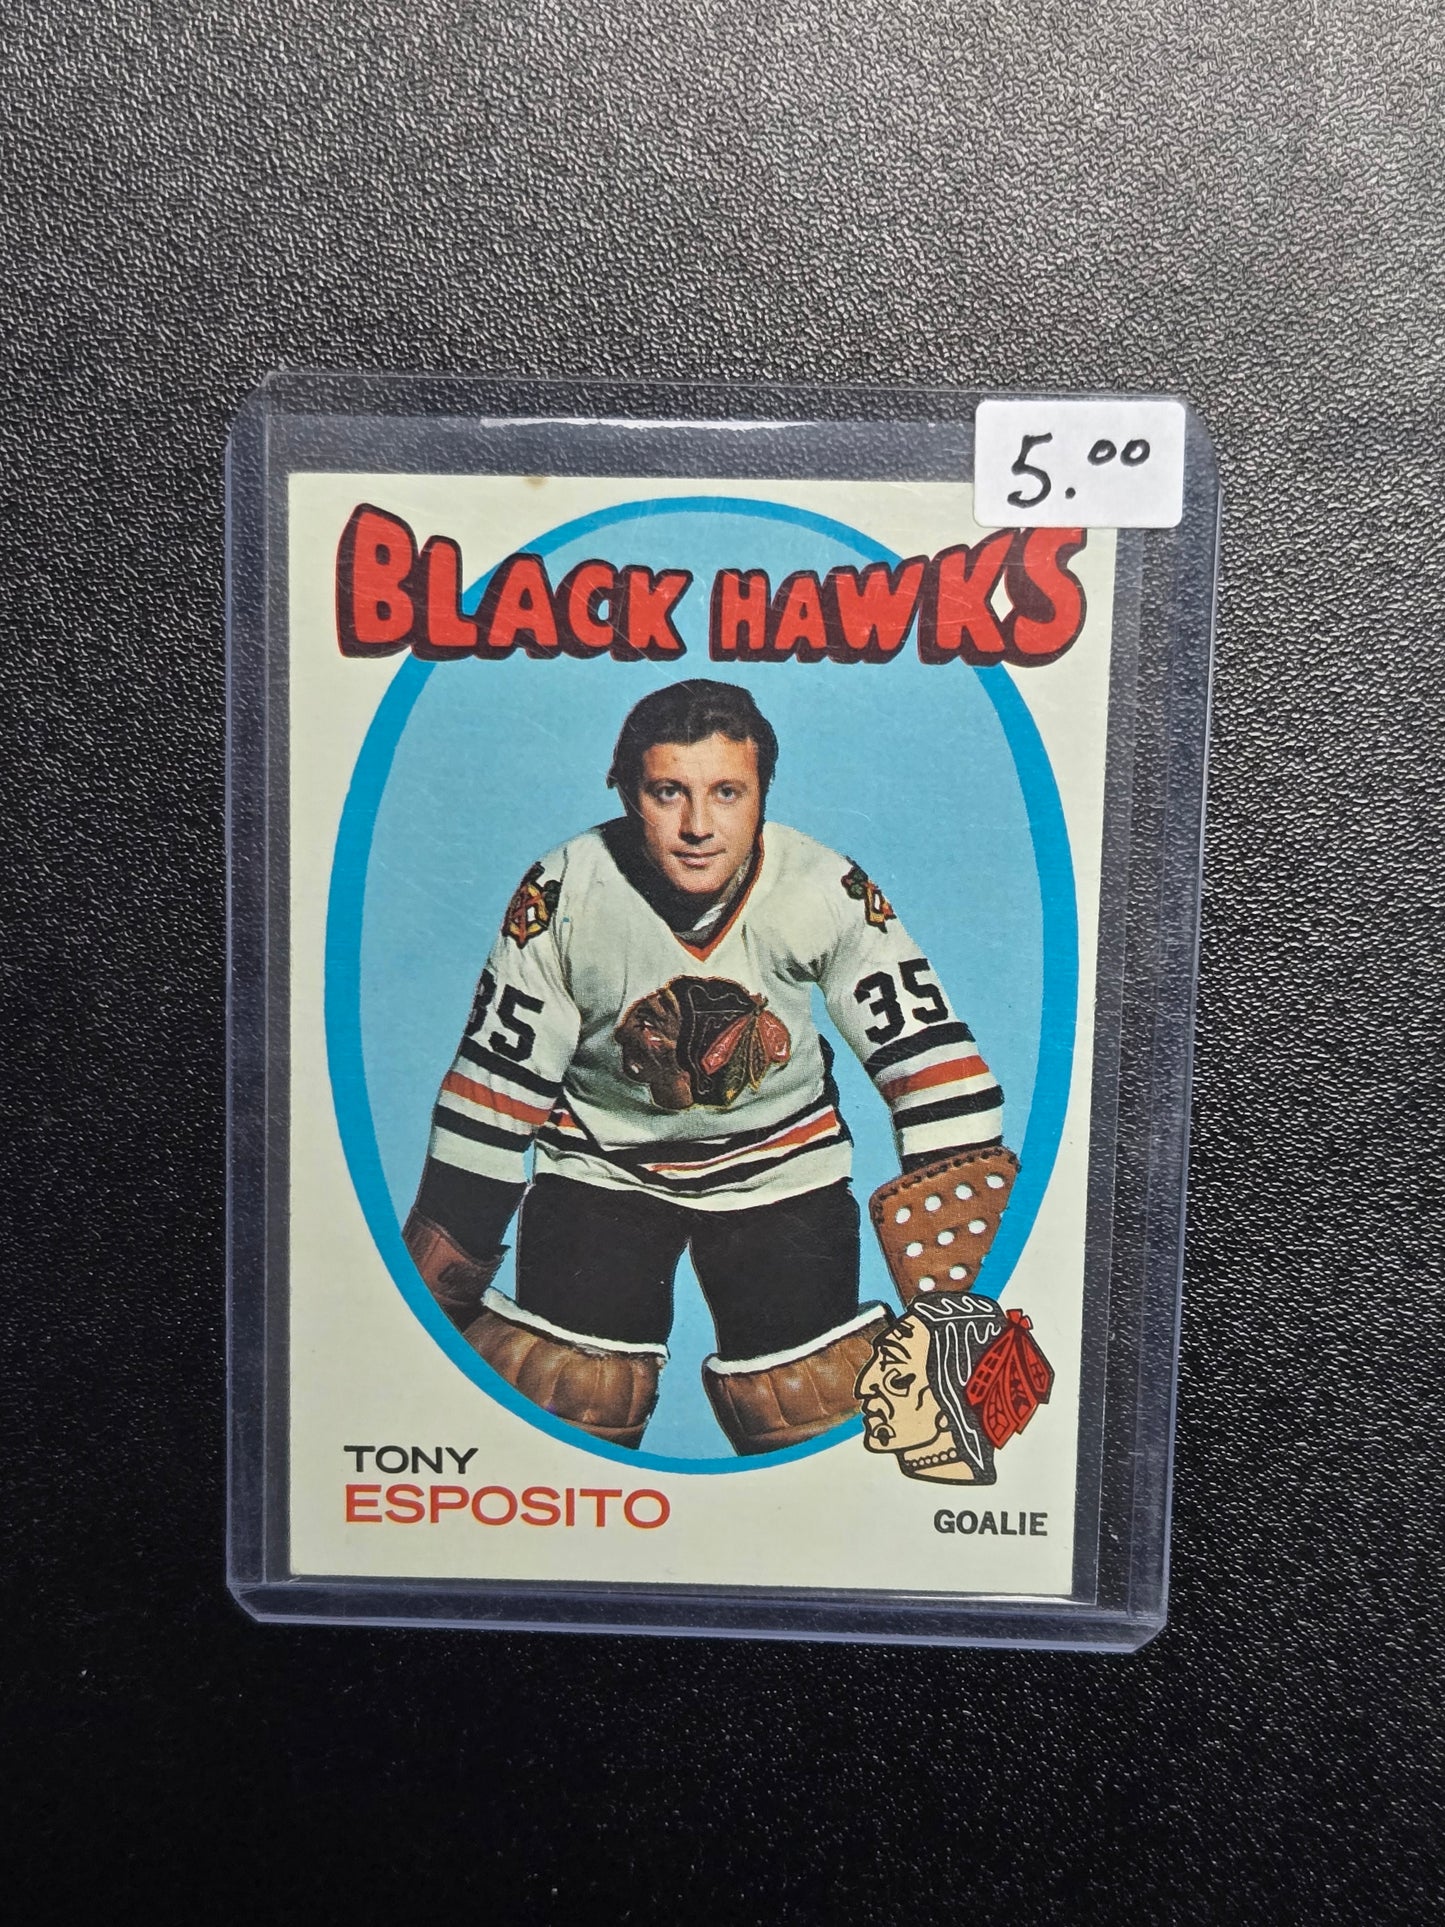 5.00
BLACK HAWKS
35 35
TONY
ESPOSITO
GOALIE